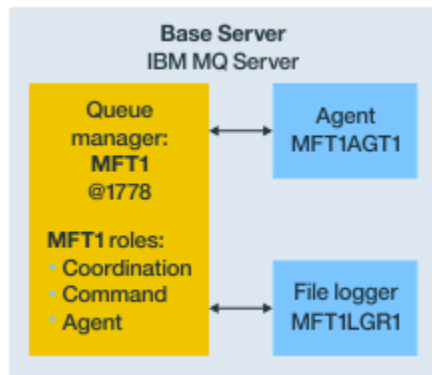 Base Server
IBM MQ Server
Queue
manager:
MFT1
@1778
MFT1 roles:
• Coordination
• Command
• Agent
Agent
MFT1AGT1
File logger
MFT1LGR1